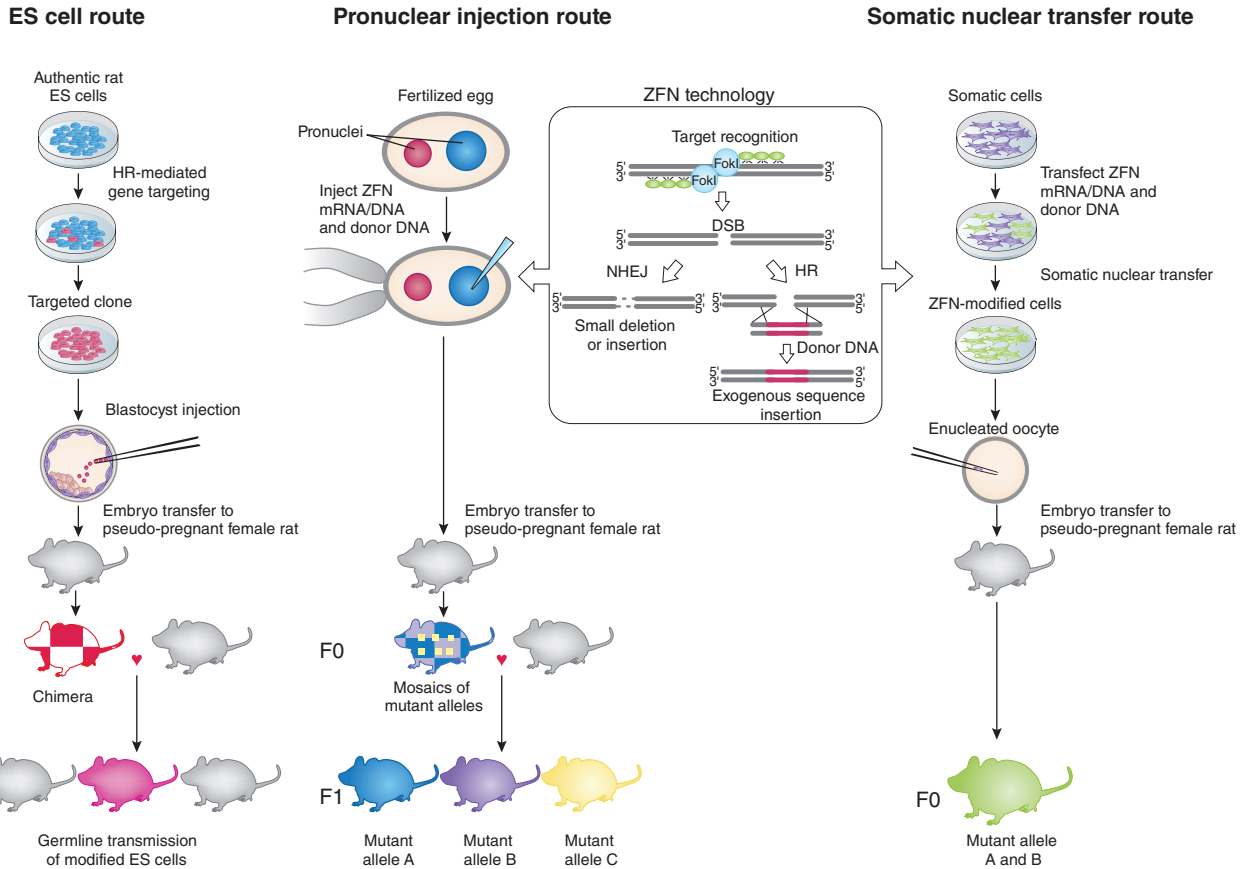 ES cell route
Pronuclear injection route
Somatic nuclear transfer route
Authentic rat
ES cells
HR-mediated
gene targeting
Targeted clone
Blastocyst injection
Embryo transfer to
pseudo-pregnant female rat
Chimera
Germline transmission
of modified ES cells
Fertilized egg
Pronuclei
Inject ZFN
mRNA/DNA
and donor DNA
Embryo transfer to
pseudo-pregnant female rat
F0
Mosaics of
mutant alleles
F1
Mutant
allele A
Mutant
allele B
Mutant
allele C
ZFN technology
Target recognition
5' 3'
3' 5'
FokI
FokI
DSB
5' 3'
3' 5'
NHEJ
HR
5' 3'
3' 5'
Small deletion
or insertion
5' 3'
3' 5'
Donor DNA
5' 3'
3' 5'
Exogenous sequence
insertion
Somatic cells
Transfect ZFN
mRNA/DNA and
donor DNA
Somatic nuclear transfer
ZFN-modified cells
Enucleated oocyte
Embryo transfer to
pseudo-pregnant female rat
F0
Mutant allele
A and B